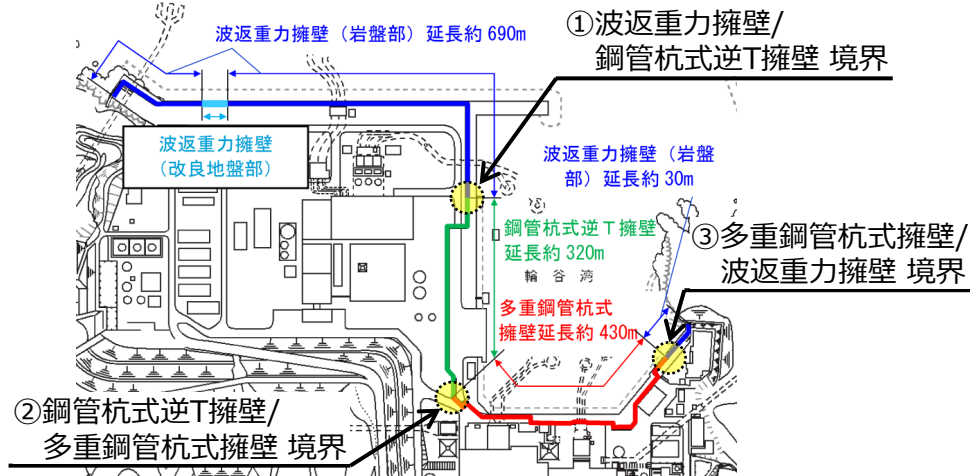 波返重力擁壁（岩盤部）延長約 690m
①波返重力擁壁/
鋼管杭式逆T擁壁 境界
波返重力擁壁
（改良地盤部）
波返重力擁壁（岩盤
部）延長約 30m
鋼管杭式逆Ｔ擁壁
延長約 320m
輪 谷 湾
③多重鋼管杭式擁壁/
波返重力擁壁 境界
多重鋼管杭式
擁壁延長約 430m
②鋼管杭式逆T擁壁/
多重鋼管杭式擁壁 境界